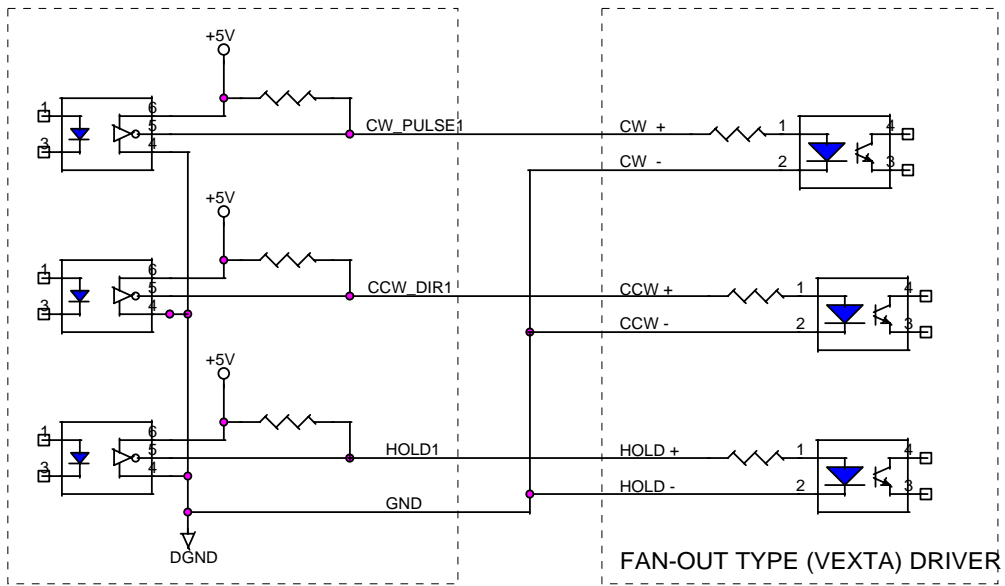 +5V
1 6
5 CW_PULSE1 CW + 1 4
3 4 CW - 2 3
+5V
1 6
5 CCW_DIR1 CCW + 1 4
3 4 CCW - 2 3
+5V
1 6
5 HOLD1 HOLD + 1 4
3 4 HOLD - 2 3
GND
DGND
FAN-OUT TYPE (VEXTA) DRIVER